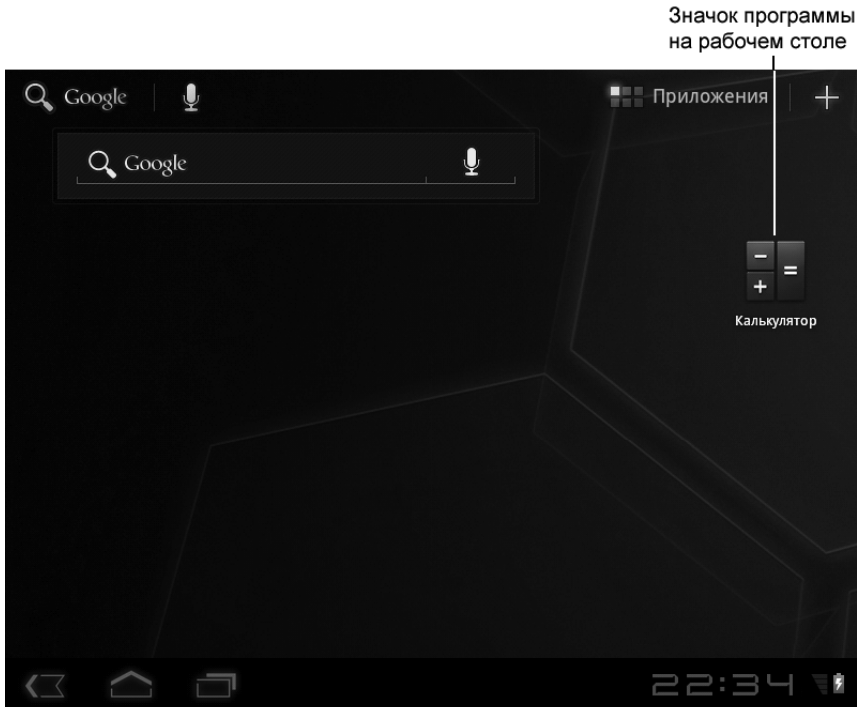 Значок программы
на рабочем столе
Google
Приложения
Google
Калькулятор
22:34